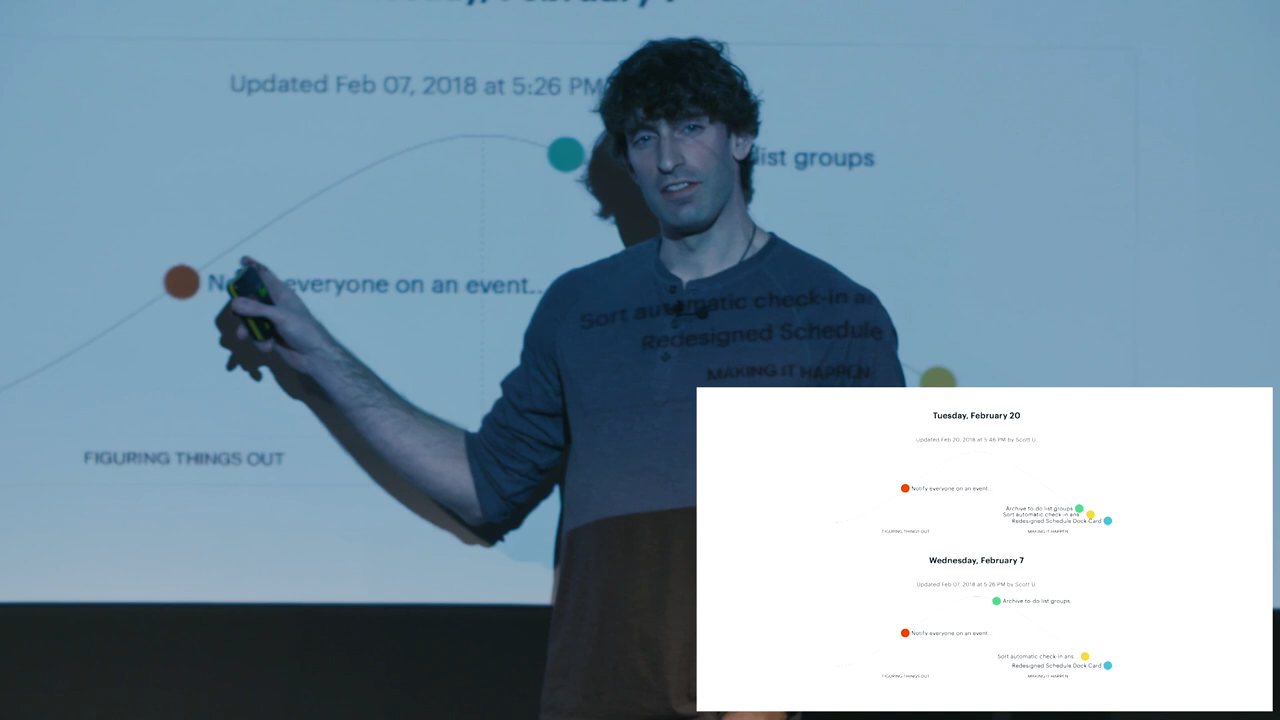 Updated Feb 07, 2018 at 5:26 PM
list groups
everyone on an event...
Sort automatic check-in
Redesigned Schedule
MAKING IT HAPPEN
FIGURING THINGS OUT
Tuesday, February 20
Updated Feb 20, 2018 at 5:46 PM by Scott U
Notify everyone on an event...
Archive to-do list groups
Sort automatic check-in ans...
Redesigned Schedule Dock Card
FIGURING THINGS OUT
MAKING IT HAPPEN
Wednesday, February 7
Updated Feb 07, 2018 at 5:26 PM by Scott U
Archive to-do list groups
Notify everyone on an event...
Sort automatic check-in ans...
Redesigned Schedule Dock Card
FIGURING THINGS OUT
MAKING IT HAPPEN